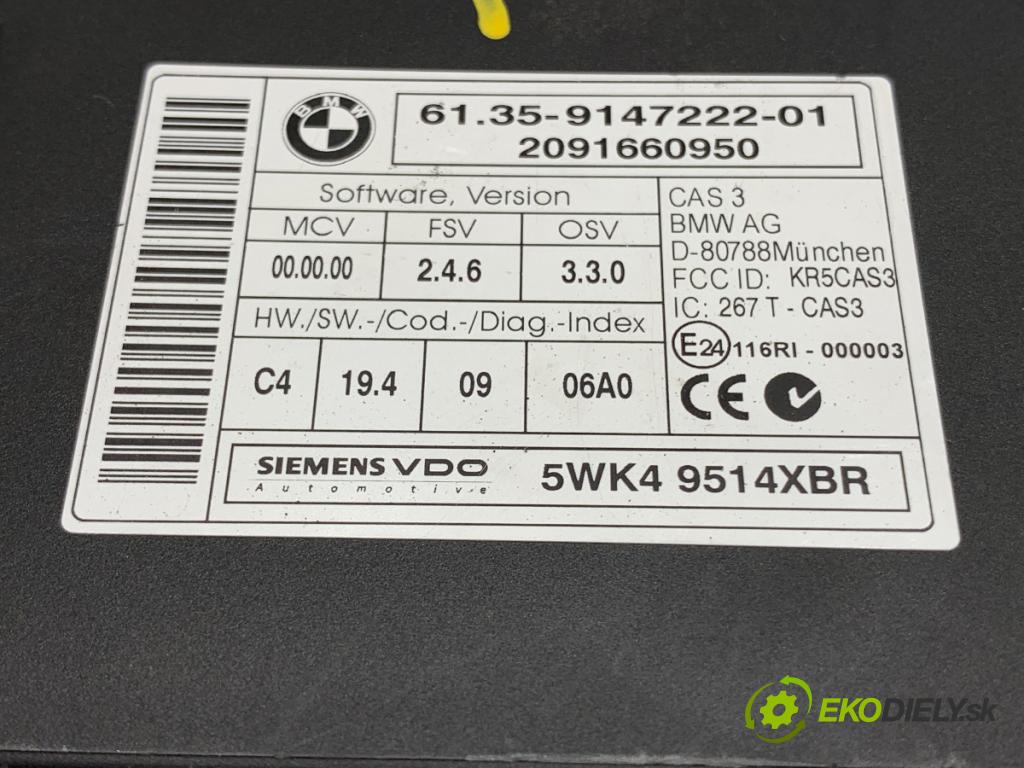 BMW
61.35-9147222-01
2091660950
Software, Version
MCV FSV OSV
00.00.00 2.4.6 3.3.0
HW./SW.-/Cod.-/Diag.-Index
C4 19.4 09 06A0
CAS 3
BMW AG
D-80788München
FCC ID: KR5CAS3
IC: 267 T - CAS3
E24 116RI - 000003
CE
SIEMENS VDO
Automotive
5WK4 9514XBR
EKODIELY.sk